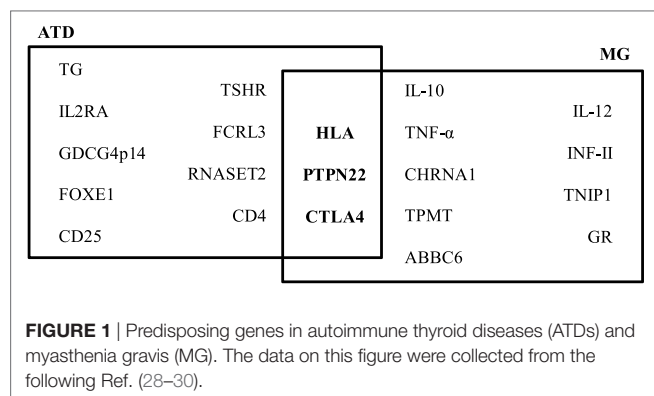 ATD
MG
TG
TSHR
IL2RA
FCRL3
GDCG4p14
RNASET2
FOXE1
CD4
CD25
HLA
PTPN22
CTLA4
IL-10
IL-12
TNF-α
INF-II
CHRNA1
TNIP1
TPMT
GR
ABBC6
FIGURE 1 | Predisposing genes in autoimmune thyroid diseases (ATDs) and
myasthenia gravis (MG). The data on this figure were collected from the
following Ref. (28–30).